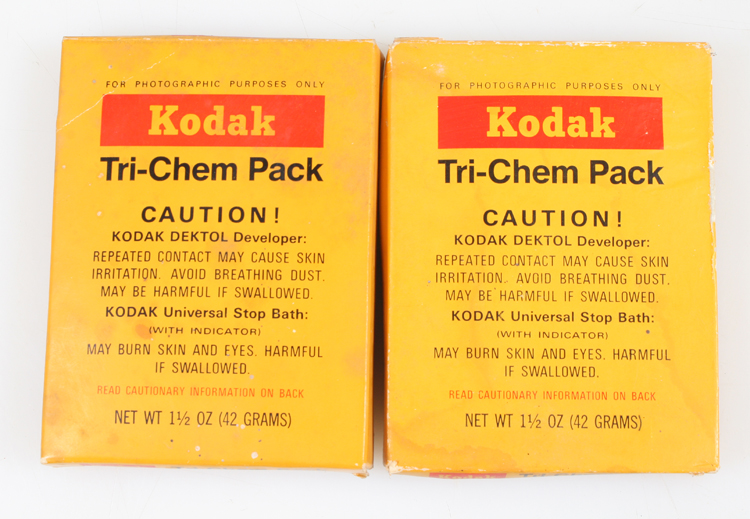 FOR PHOTOGRAPHIC PURPOSES ONLY
Kodak
Tri-Chem Pack
CAUTION!
KODAK DEKTOL Developer:
REPEATED CONTACT MAY CAUSE SKIN
IRRITATION. AVOID BREATHING DUST.
MAY BE HARMFUL IF SWALLOWED.
KODAK Universal Stop Bath:
(WITH INDICATOR)
MAY BURN SKIN AND EYES. HARMFUL
IF SWALLOWED.
READ CAUTIONARY INFORMATION ON BACK
NET WT 1½ OZ (42 GRAMS)
FOR PHOTOGRAPHIC PURPOSES ONLY
Kodak
Tri-Chem Pack
CAUTION!
KODAK DEKTOL Developer:
REPEATED CONTACT MAY CAUSE SKIN
IRRITATION. AVOID BREATHING DUST.
MAY BE HARMFUL IF SWALLOWED.
KODAK Universal Stop Bath:
(WITH INDICATOR)
MAY BURN SKIN AND EYES. HARMFUL
IF SWALLOWED.
READ CAUTIONARY INFORMATION ON BACK
NET WT 1½ OZ (42 GRAMS)